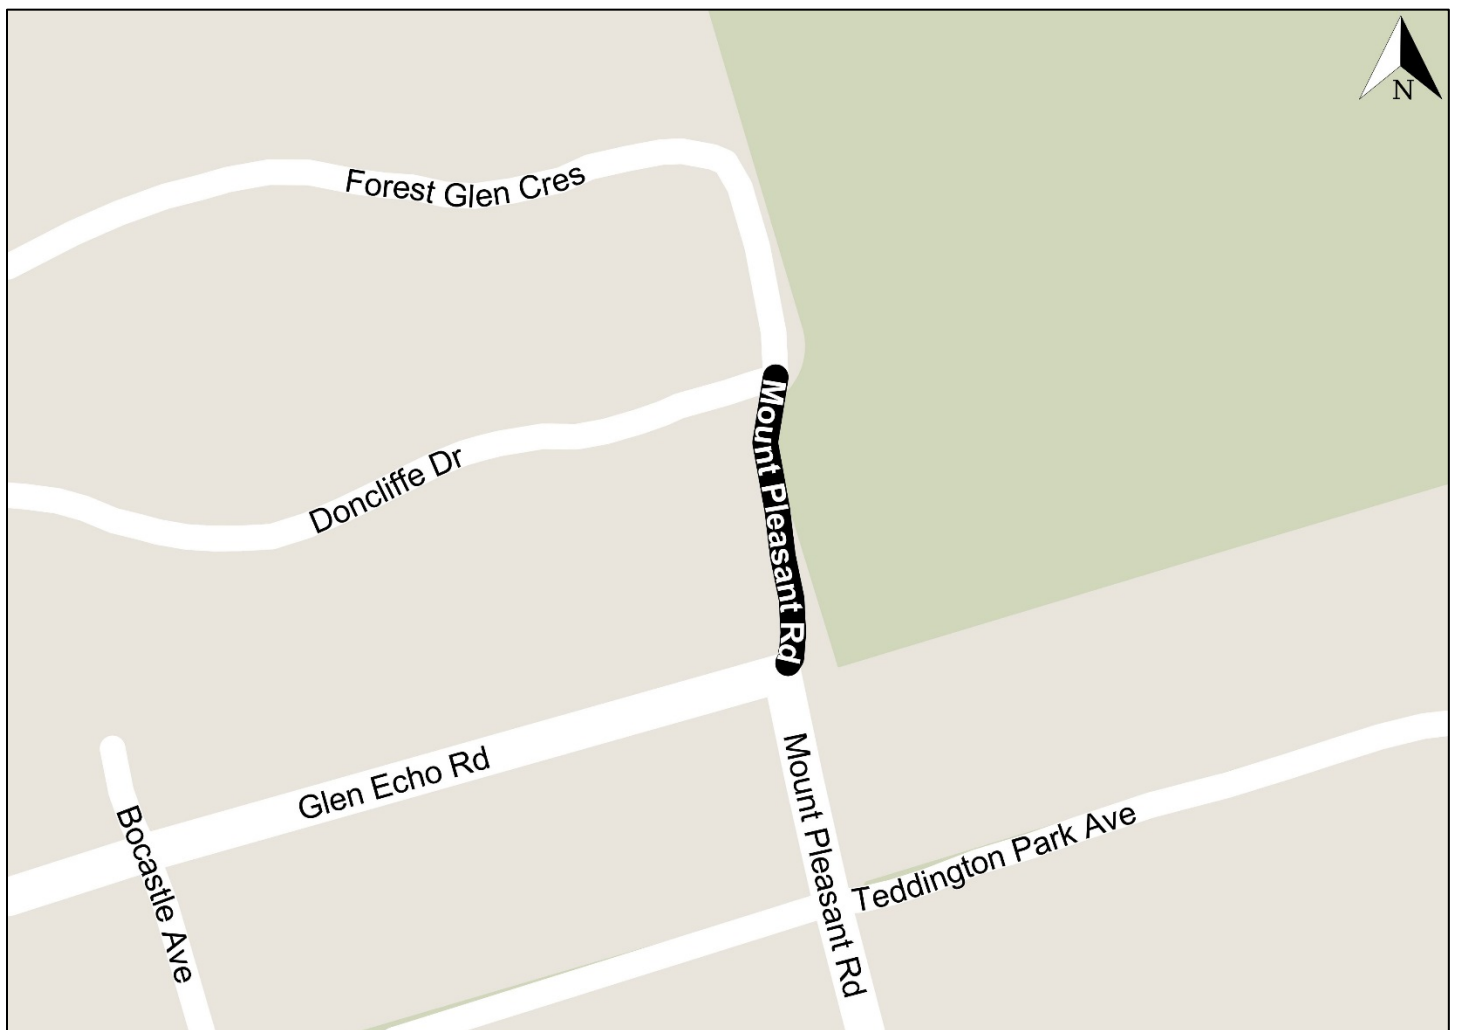 N
Forest Glen Cres
Doncliffe Dr
Mount Pleasant Rd
Glen Echo Rd
Mount Pleasant Rd
Bocastle Ave
Teddington Park Ave